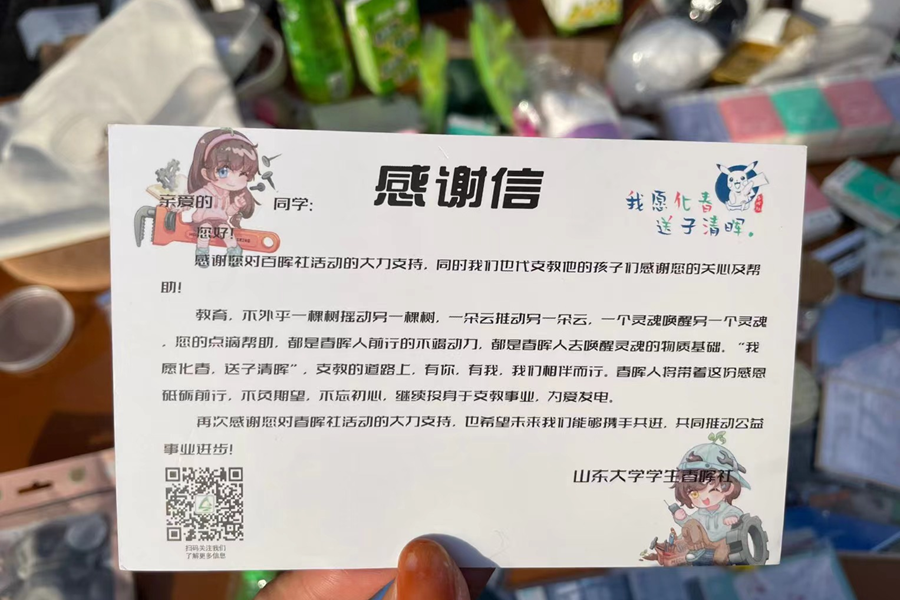 感谢信
亲爱的 同学:
您好!
我愿化春
送子清晖。
感谢您对春晖社活动的大力支持，同时我们也代支教地的孩子们感谢您的关心及帮
助!
教育，不外乎一棵树摇动另一棵树，一朵云推动另一朵云，一个灵魂唤醒另一个灵魂
，您的点滴帮助，都是春晖人前行的不竭动力，都是春晖人去唤醒灵魂的物质基础。“我
愿化春，送子清晖”，支教的道路上，有你，有我，我们相伴而行。春晖人将带着这份感恩
砥砺前行，不负期望，不忘初心，继续投身于支教事业，为爱发电。
再次感谢您对春晖社活动的大力支持，也希望未来我们能够携手共进，共同推动公益
事业进步!
山东大学学生春晖社
扫码关注我们
了解更多信息